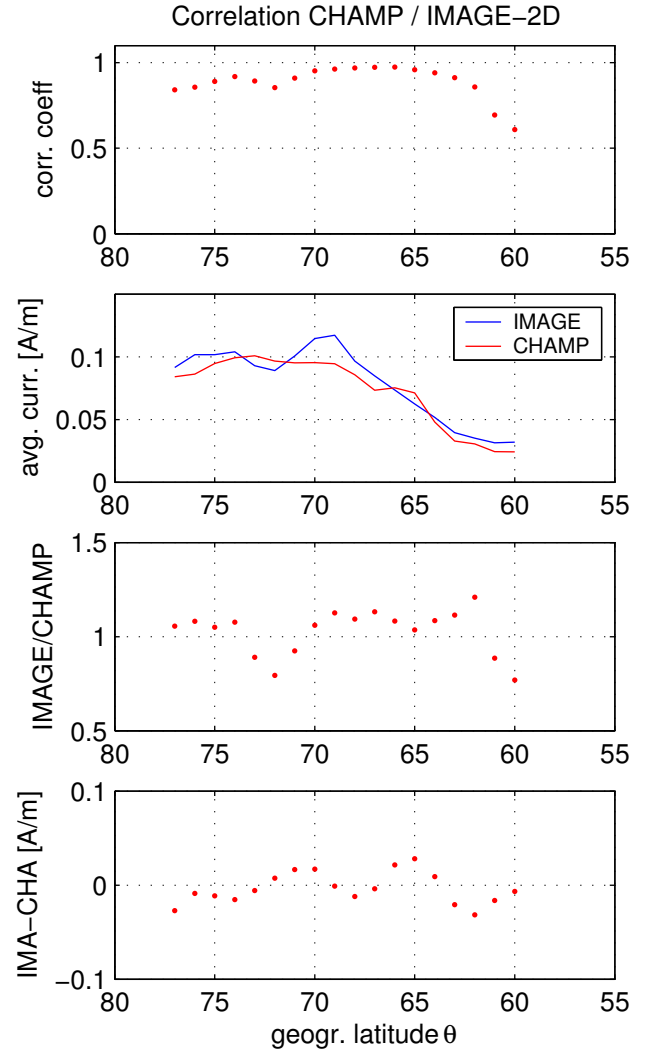 Correlation CHAMP / IMAGE−2D
corr. coeff
1
0.5
0
80 75 70 65 60 55
avg. curr. [A/m]
0.1
0.05
0
IMAGE
CHAMP
80 75 70 65 60 55
IMAGE/CHAMP
1.5
1
0.5
80 75 70 65 60 55
IMA−CHA [A/m]
0.1
0
−0.1
80 75 70 65 60 55
geogr. latitude θ